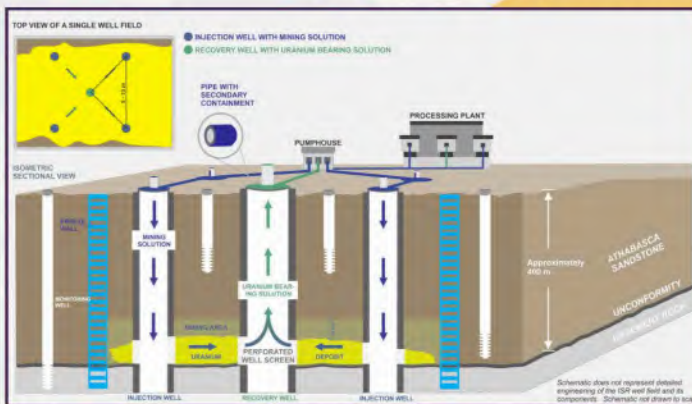 TOP VIEW OF A SINGLE WELL FIELD
INJECTION WELL WITH MINING SOLUTION
RECOVERY WELL WITH URANIUM BEARING SOLUTION
PIPE WITH
SECONDARY
CONTAINMENT
PROCESSING PLANT
PUMPHOUSE
ISOMETRIC
SECTIONAL VIEW
FREEZE
WELL
MINING
SOLUTION
Approximately
400 m
ATHABASCA
SANDSTONE
URANIUM BEAR-
ING SOLUTION
MONITORING
WELL
UNCONFORMITY
BASEMENT ROCK
URANIUM
PERFORATED
WELL SCREEN
DEPOSIT
INJECTION WELL
RECOVERY WELL
INJECTION WELL
Schematic does not represent detailed
engineering of the ISR well field and its
components. Schematic not drawn to scale